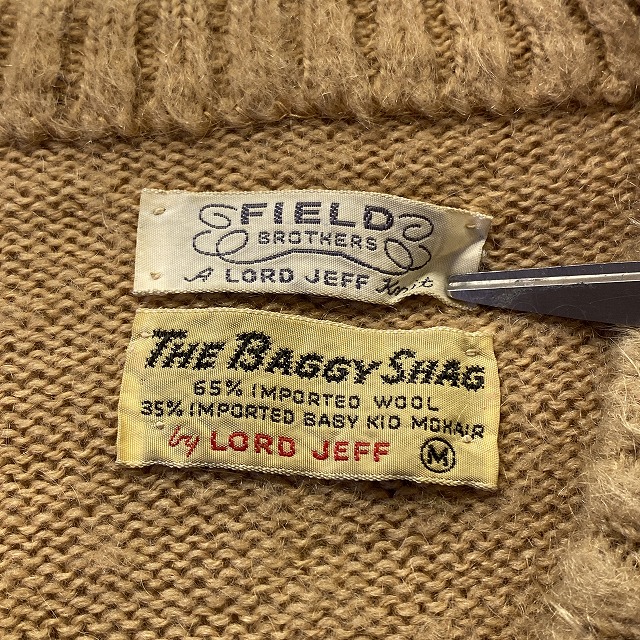 FIELD
BROTHERS
A LORD JEFF Knit
THE BAGGY SHAG
65% IMPORTED WOOL
35% IMPORTED BABY KID MOHAIR
by LORD JEFF M